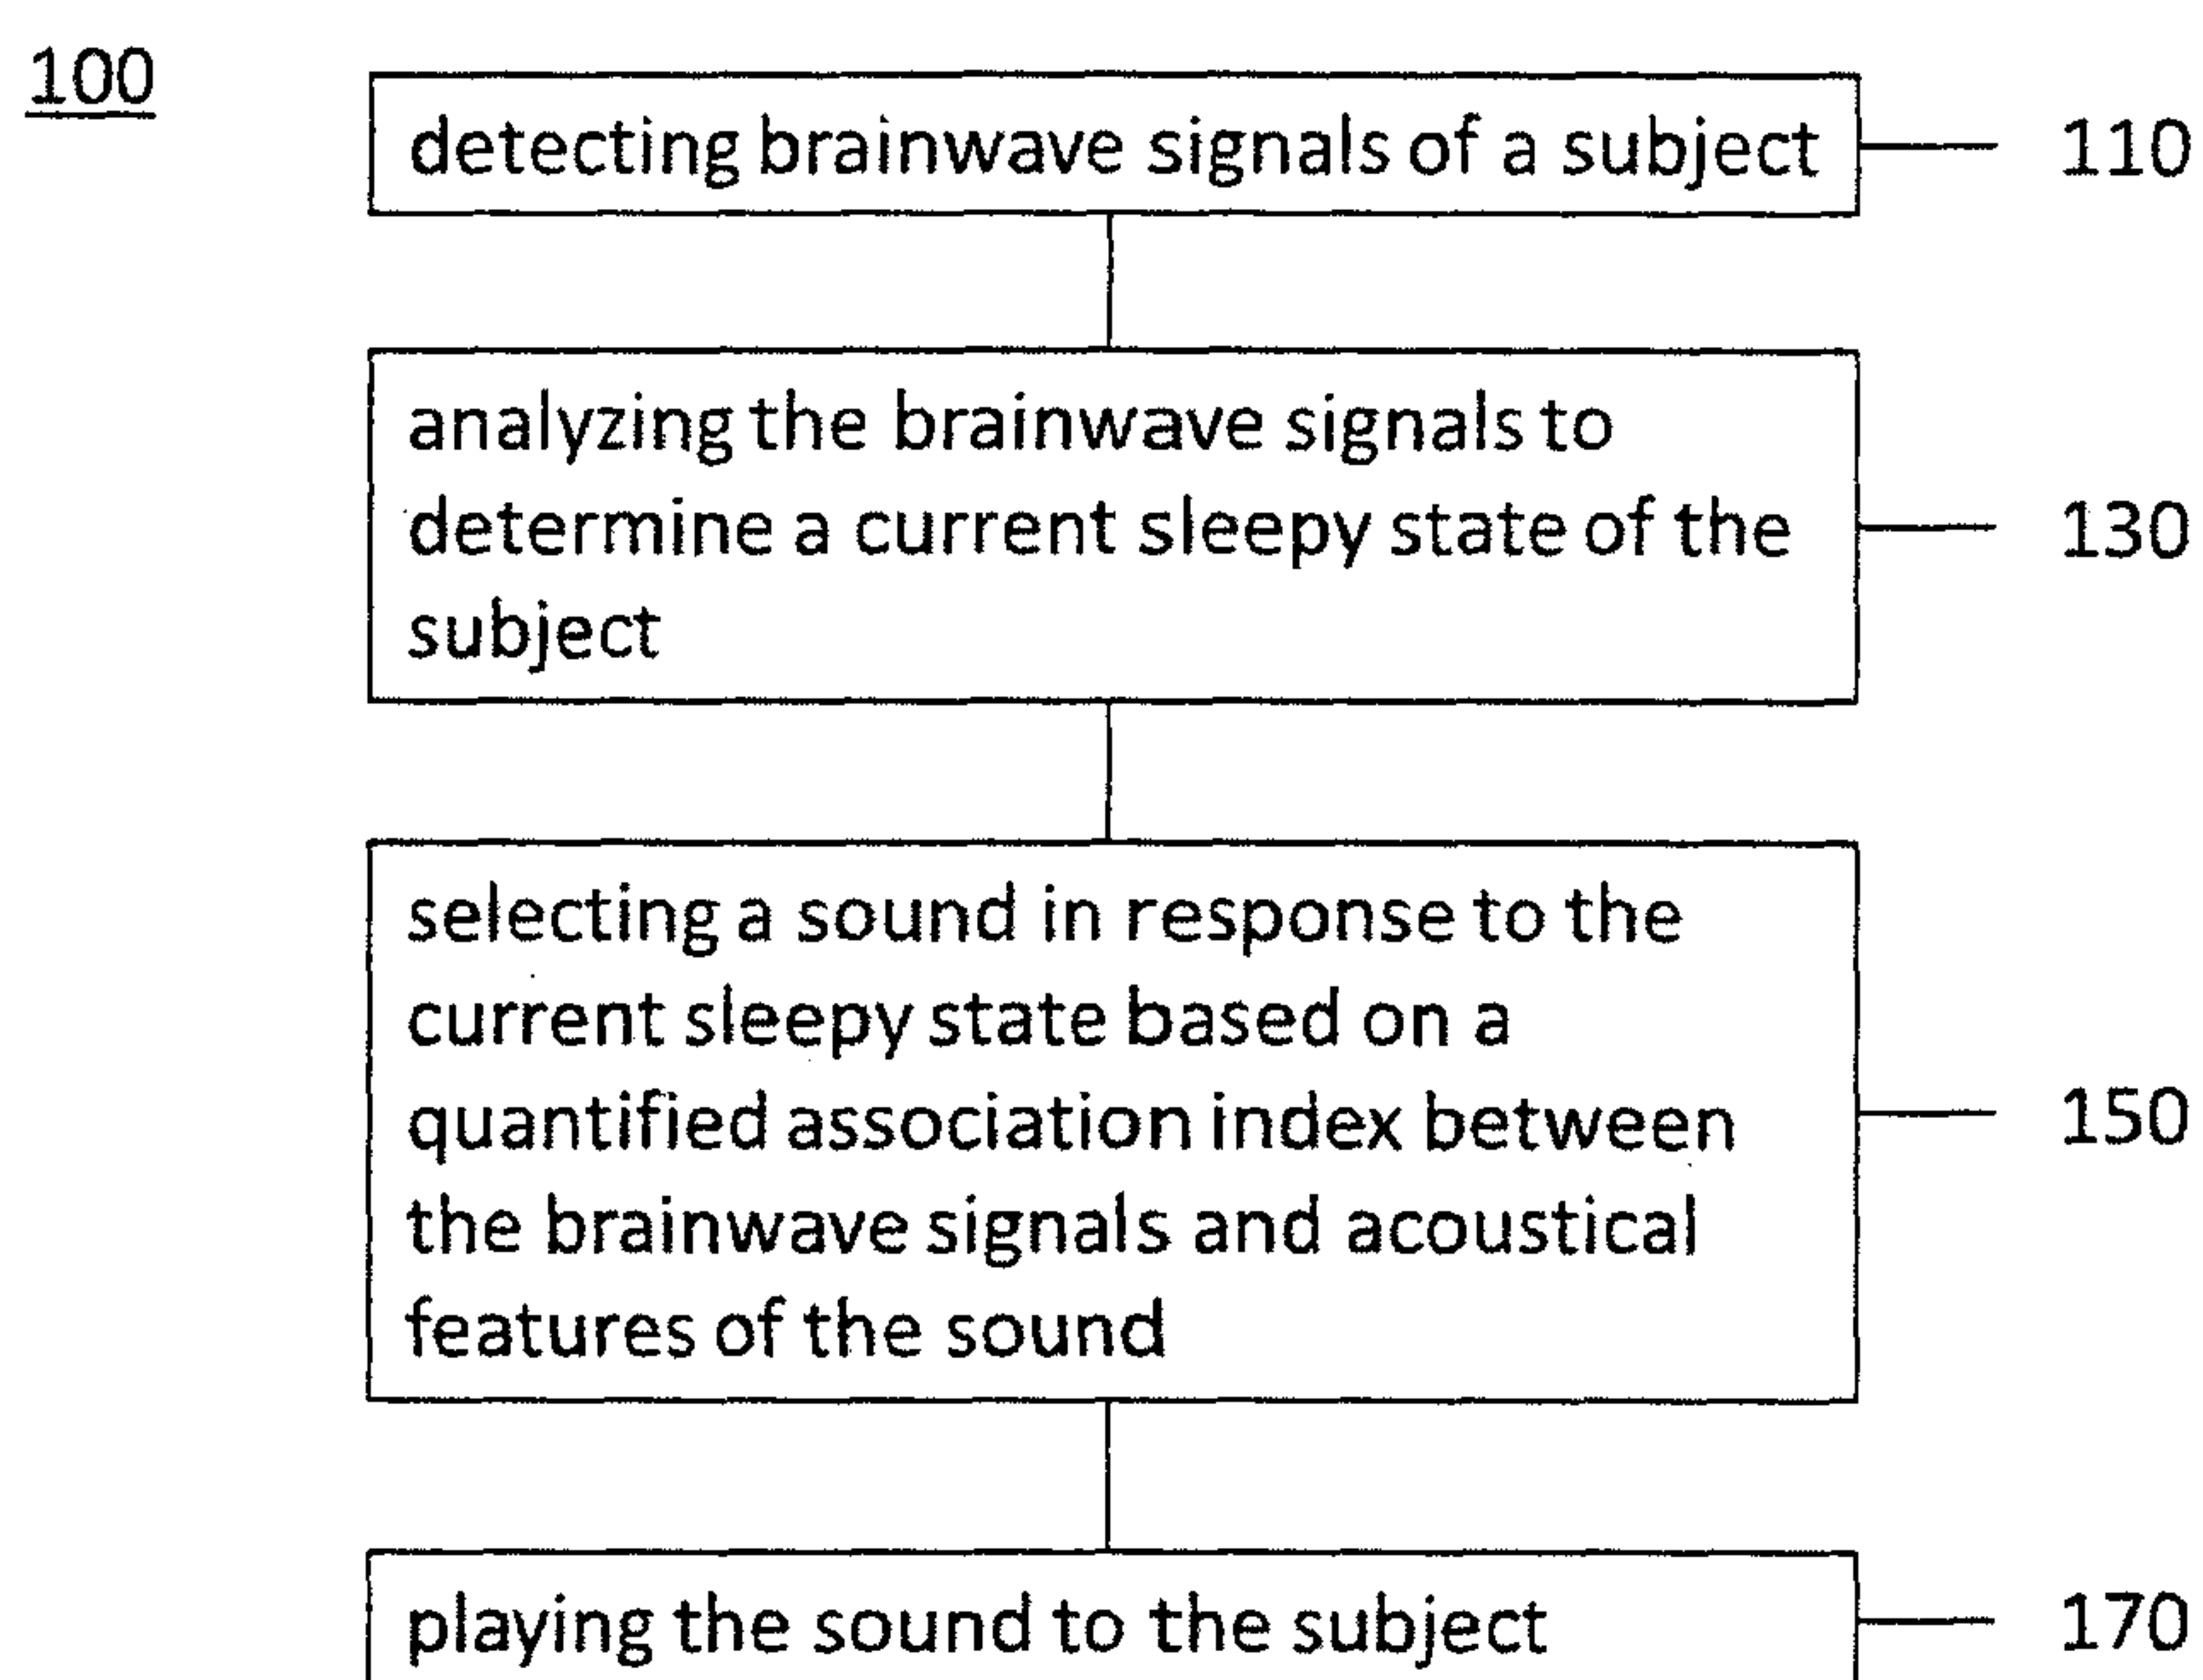 100
detecting brainwave signals of a subject
110
analyzing the brainwave signals to
determine a current sleepy state of the
subject
130
selecting a sound in response to the
current sleepy state based on a
quantified association index between
the brainwave signals and acoustical
features of the sound
150
playing the sound to the subject
170